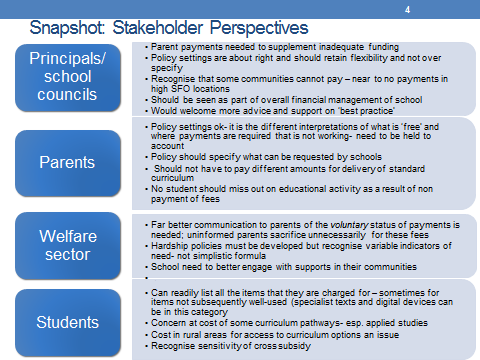 4
Snapshot: Stakeholder Perspectives
Principals/
school
councils
• Parent payments needed to supplement inadequate funding
• Policy settings are about right and should retain flexibility and not over
specify
• Recognise that some communities cannot pay – near to no payments in
high SFO locations
• Should be seen as part of overall financial management of school
• Would welcome more advice and support on 'best practice'
Parents
• Policy settings ok- it is the different interpretations of what is 'free' and
where payments are required that is not working- need to be held to
account
• Policy should specify what can be requested by schools
• Should not have to pay different amounts for delivery of standard
curriculum
• No student should miss out on educational activity as a result of non
payment of fees
Welfare
sector
• Far better communication to parents of the voluntary status of payments is
needed; uninformed parents sacrifice unnecessarily for these fees
• Hardship policies must be developed but recognise variable indicators of
need- not simplistic formula
• School need to better engage with supports in their communities
•
Students
• Can readily list all the items that they are charged for – sometimes for
items not subsequently well-used (specialist texts and digital devices can
be in this category
• Concern at cost of some curriculum pathways- esp. applied studies
• Cost in rural areas for access to curriculum options an issue
• Recognise sensitivity of cross subsidy